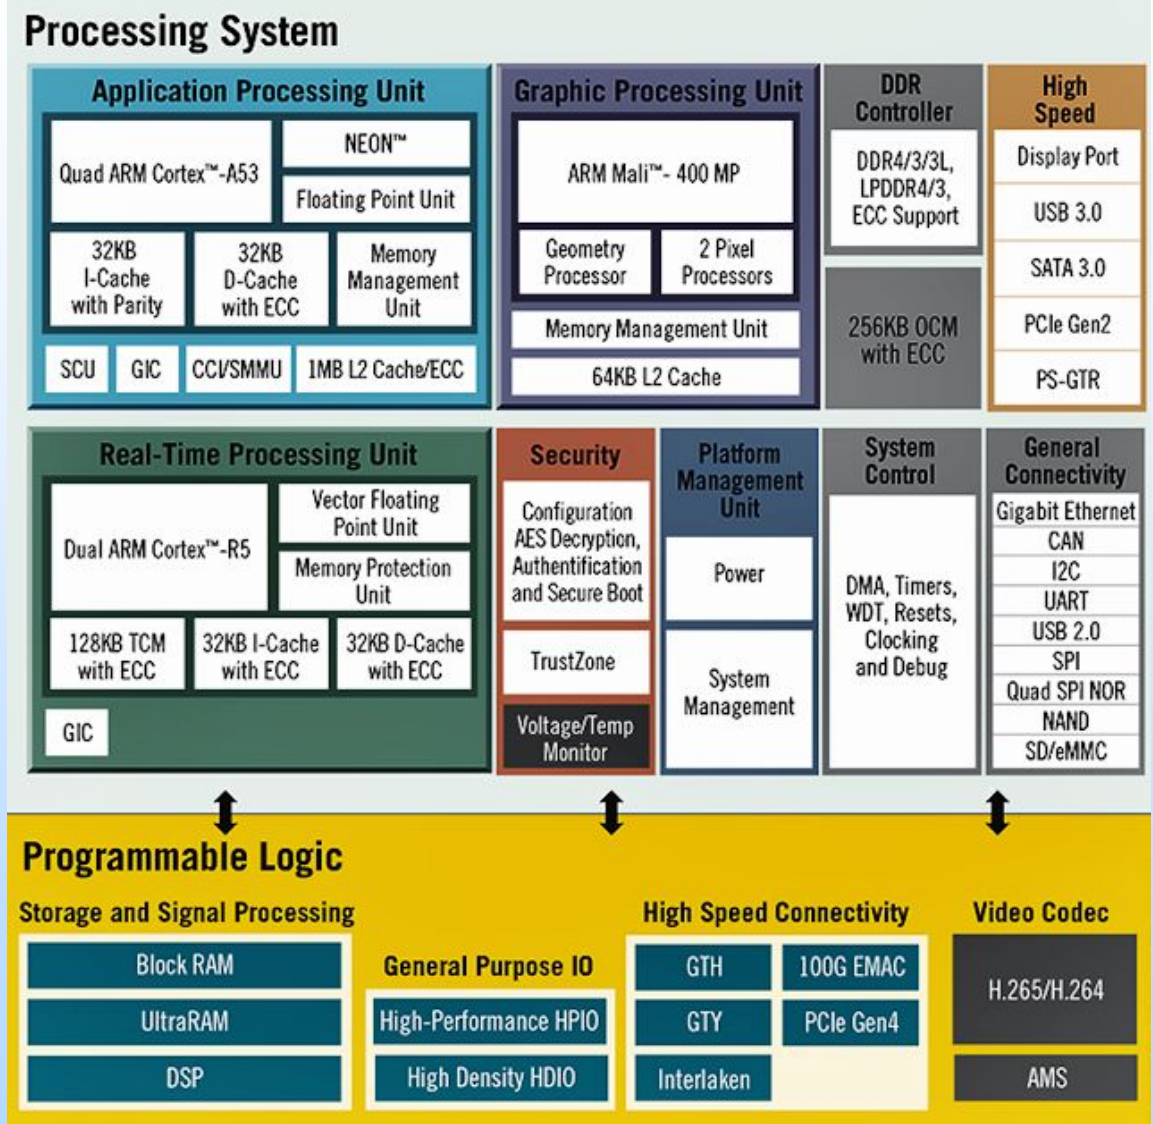 Processing System
Application Processing Unit
Quad ARM Cortex™-A53
NEON™
Floating Point Unit
32KB
I-Cache
with Parity
32KB
D-Cache
with ECC
Memory
Management
Unit
SCU
GIC
CCI/SMMU
1MB L2 Cache/ECC
Graphic Processing Unit
ARM Mali™- 400 MP
Geometry
Processor
2 Pixel
Processors
Memory Management Unit
64KB L2 Cache
DDR
Controller
DDR4/3/3L,
LPDDR4/3,
ECC Support
256KB OCM
with ECC
High
Speed
Display Port
USB 3.0
SATA 3.0
PCIe Gen2
PS-GTR
Real-Time Processing Unit
Dual ARM Cortex™-R5
Vector Floating
Point Unit
Memory Protection
Unit
128KB TCM
with ECC
32KB I-Cache
with ECC
32KB D-Cache
with ECC
GIC
Security
Configuration
AES Decryption,
Authentification
and Secure Boot
TrustZone
Voltage/Temp
Monitor
Platform
Management
Unit
Power
System
Management
System
Control
DMA, Timers,
WDT, Resets,
Clocking
and Debug
General
Connectivity
Gigabit Ethernet
CAN
I2C
UART
USB 2.0
SPI
Quad SPI NOR
NAND
SD/eMMC
Programmable Logic
Storage and Signal Processing
Block RAM
UltraRAM
DSP
General Purpose IO
High-Performance HPIO
High Density HDIO
High Speed Connectivity
GTH
100G EMAC
GTY
PCIe Gen4
Interlaken
Video Codec
H.265/H.264
AMS